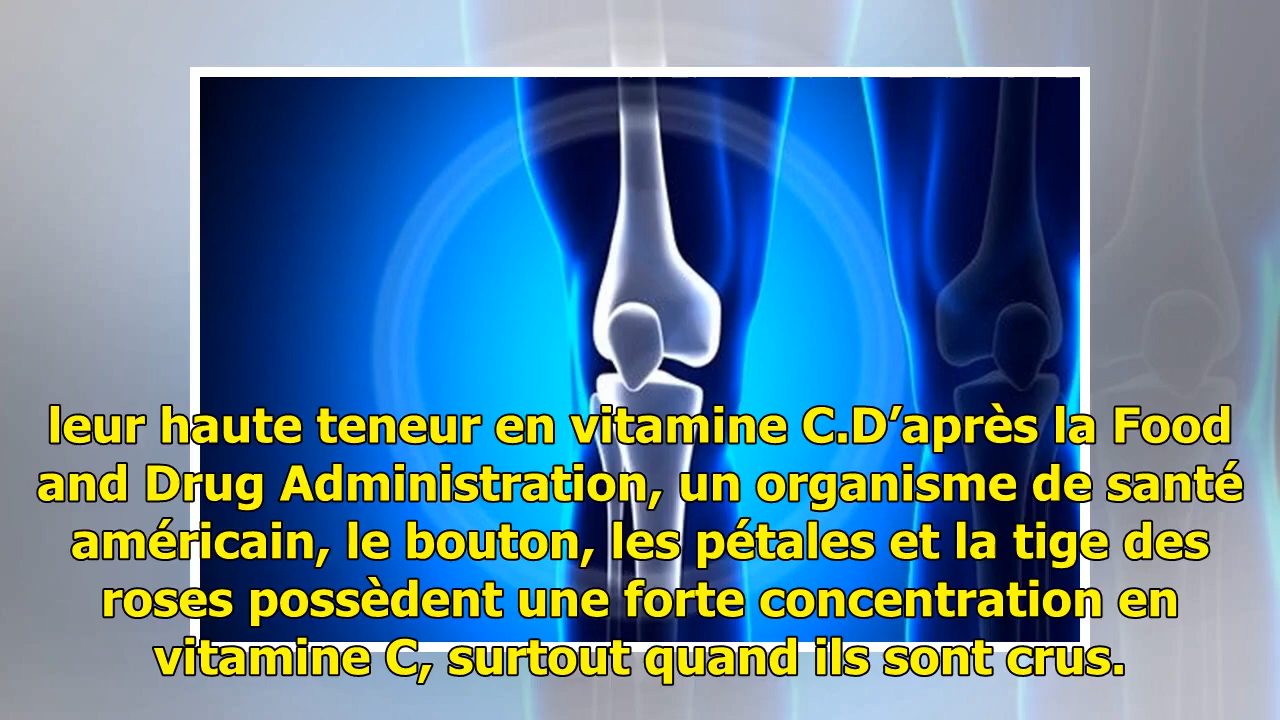 leur haute teneur en vitamine C.D’après la Food
and Drug Administration, un organisme de santé
américain, le bouton, les pétales et la tige des
roses possèdent une forte concentration en
vitamine C, surtout quand ils sont crus.